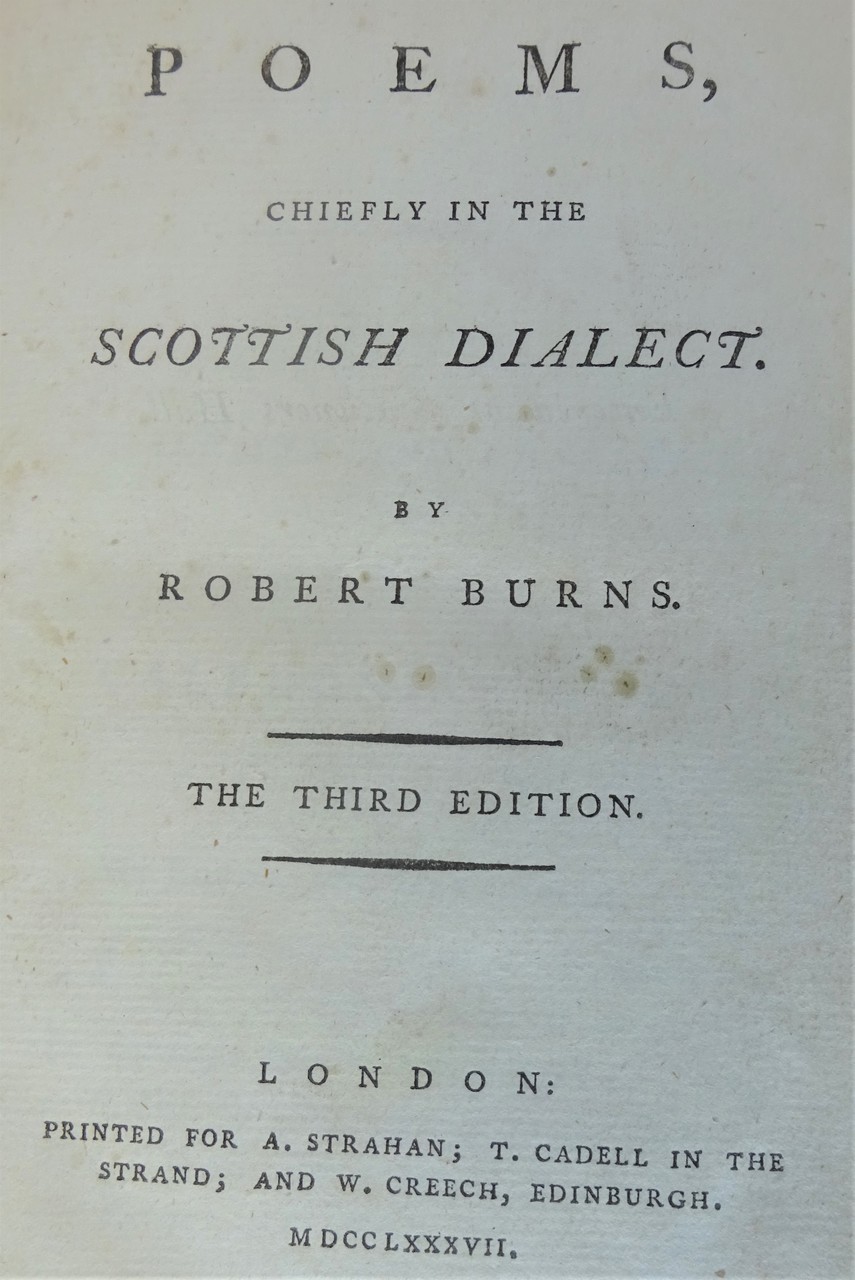 POEMS,
CHIEFLY IN THE
SCOTTISH DIALECT.
BY
ROBERT BURNS.
THE THIRD EDITION.
LONDON:
PRINTED FOR A. STRAHAN; T. CADELL IN THE
STRAND; AND W. CREECH, EDINBURGH.
MDCCLXXXVII.